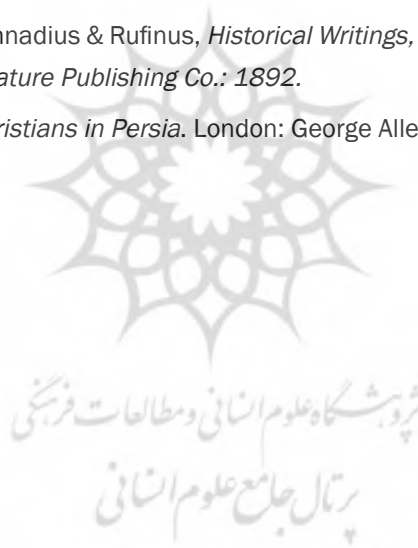 nnadius & Rufinus, Historical Writings,
ature Publishing Co.: 1892.
ristians in Persia. London: George Alle
پژوهشگاه علوم انسانی و مطالعات فرهنگی
پرتال جامع علوم انسانی